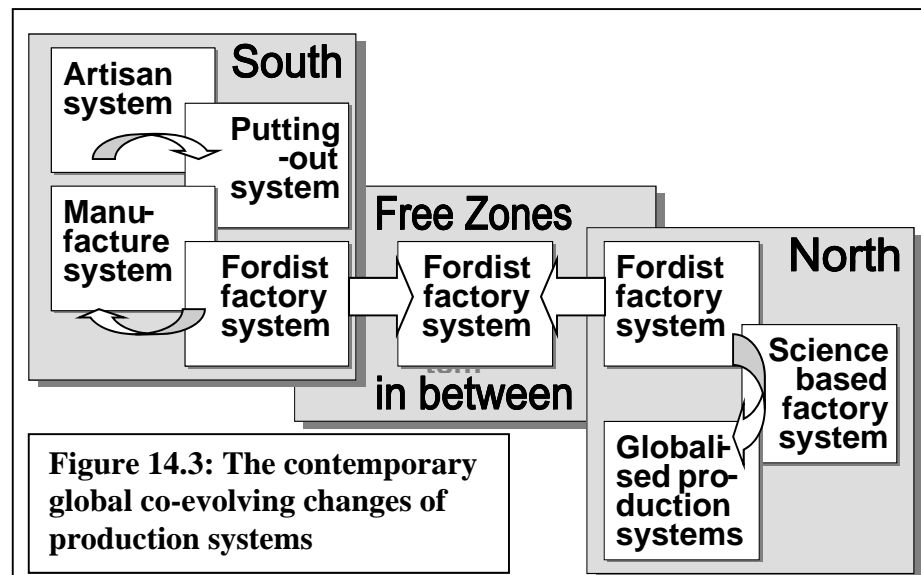 South
Artisan
system
Putting
-out
system
Manu-
facture
system
Fordist
factory
system
Free Zones
Fordist
factory
system
in between
North
Fordist
factory
system
Science
based
factory
system
Globali-
sed pro-
duction
systems
Figure 14.3: The contemporary
global co-evolving changes of
production systems